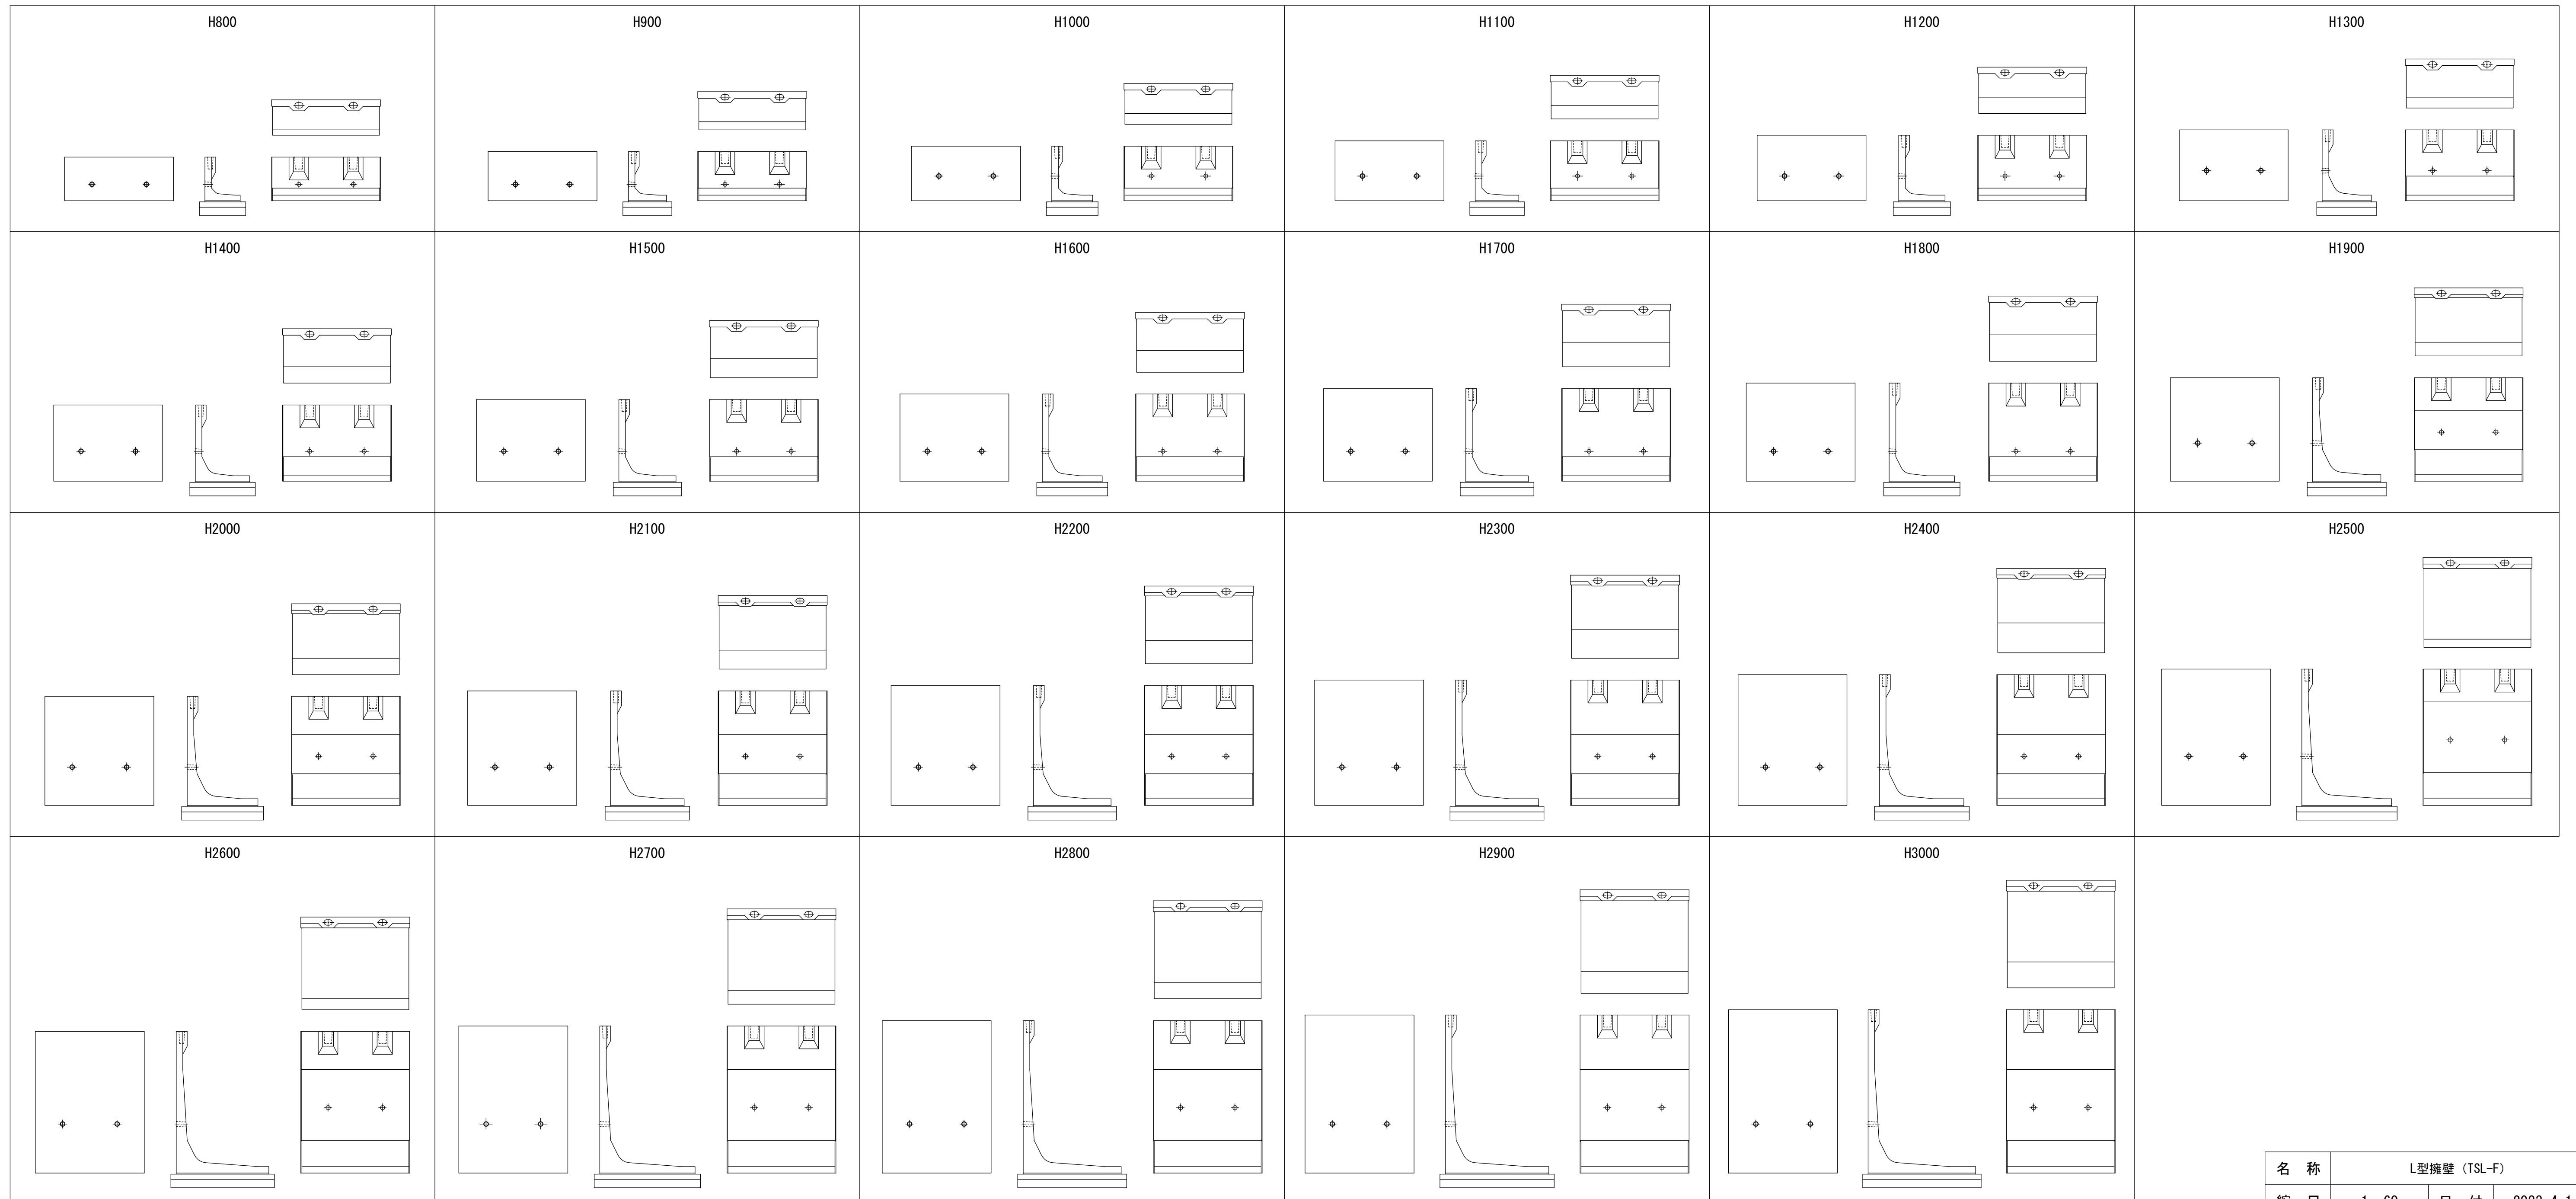 H800 H900 H1000 H1100 H1200 H1300
H1400 H1500 H1600 H1700 H1800 H1900
H2000 H2100 H2200 H2300 H2400 H2500
H2600 H2700 H2800 H2900 H3000
名 称 L型擁壁（TSL-F）